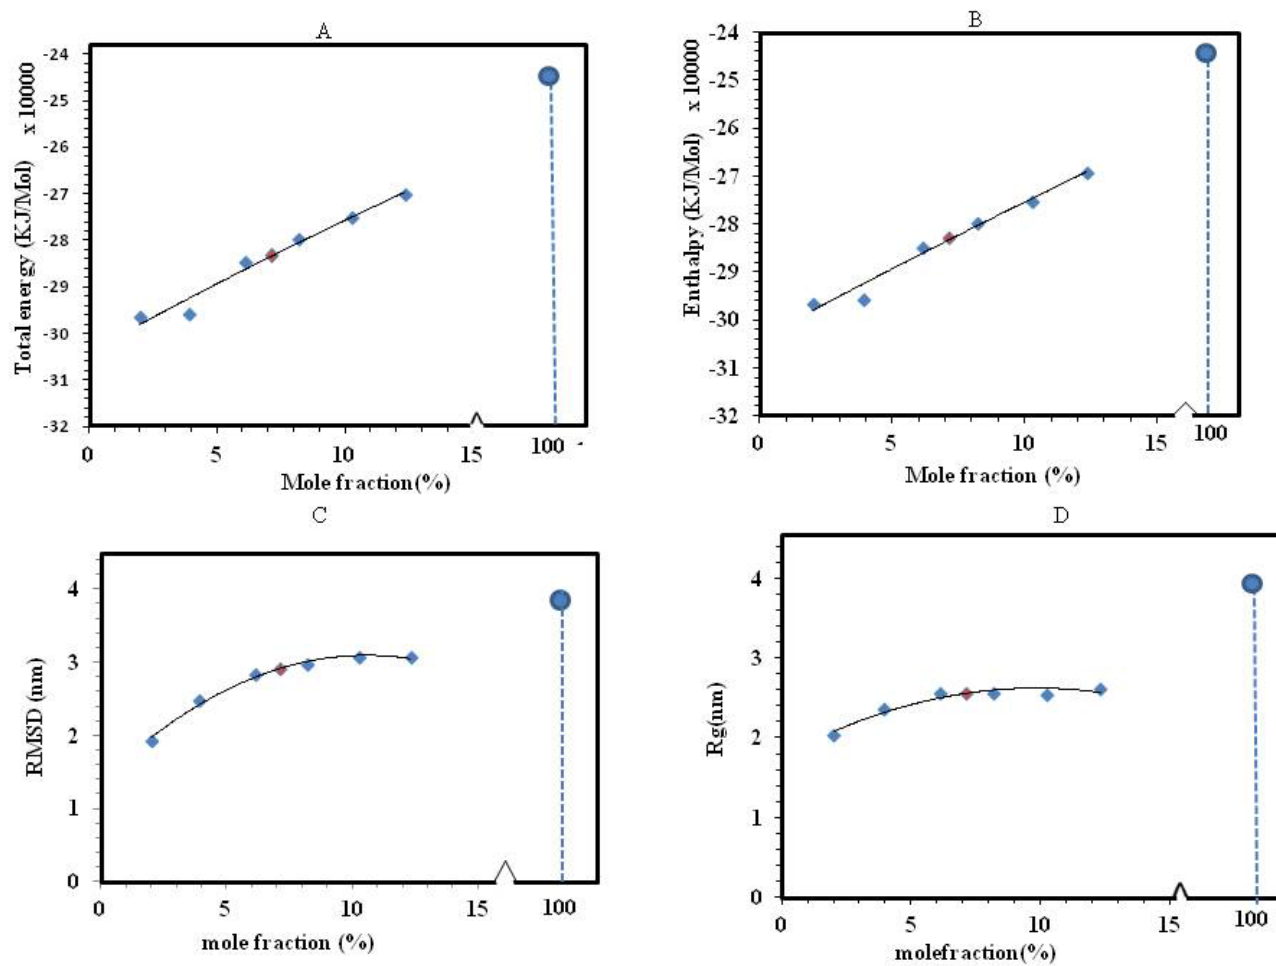 A
Total energy (KJ/Mol) x 10000
-24
-25
-26
-27
-28
-29
-30
-31
-32
0 5 10 15 100
Mole fraction(%)
B
Enthalpy (KJ/Mol) x 10000
-24
-25
-26
-27
-28
-29
-30
-31
-32
0 5 10 15 100
Mole fraction (%)
C
RMSD (nm)
4
3
2
1
0
0 5 10 15 100
mole fraction (%)
D
Rg(nm)
4
3
2
1
0
0 5 10 15 100
molefraction(%)